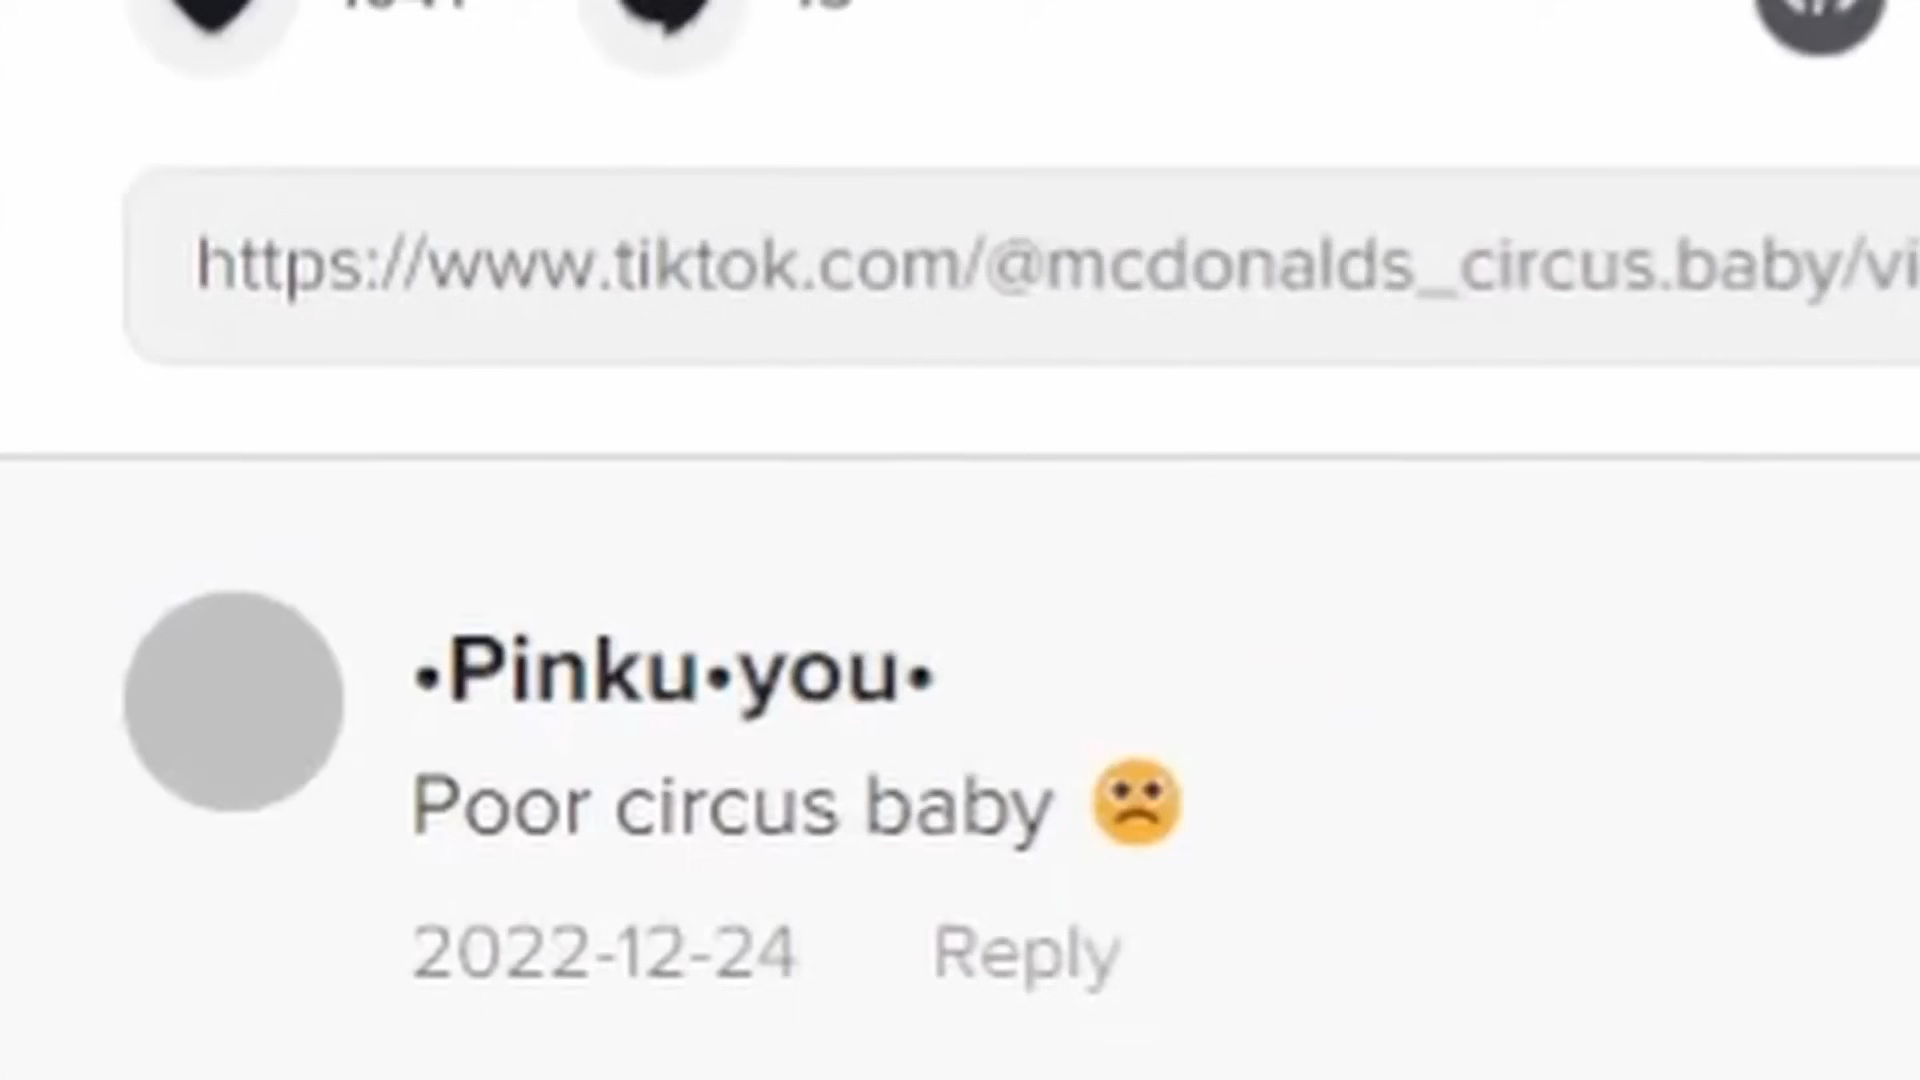 https://www.tiktok.com/@mcdonalds_circus.baby/vi
•Pinku•you•
Poor circus baby 🙁
2022-12-24 Reply